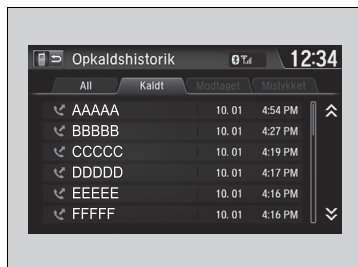 Opkaldshistorik 12:34
All Kaldt Modtaget Mislykket
AAAAA 10. 01 4:54 PM
BBBBB 10. 01 4:27 PM
CCCCC 10. 01 4:19 PM
DDDDD 10. 01 4:17 PM
EEEEE 10. 01 4:16 PM
FFFFF 10. 01 4:16 PM